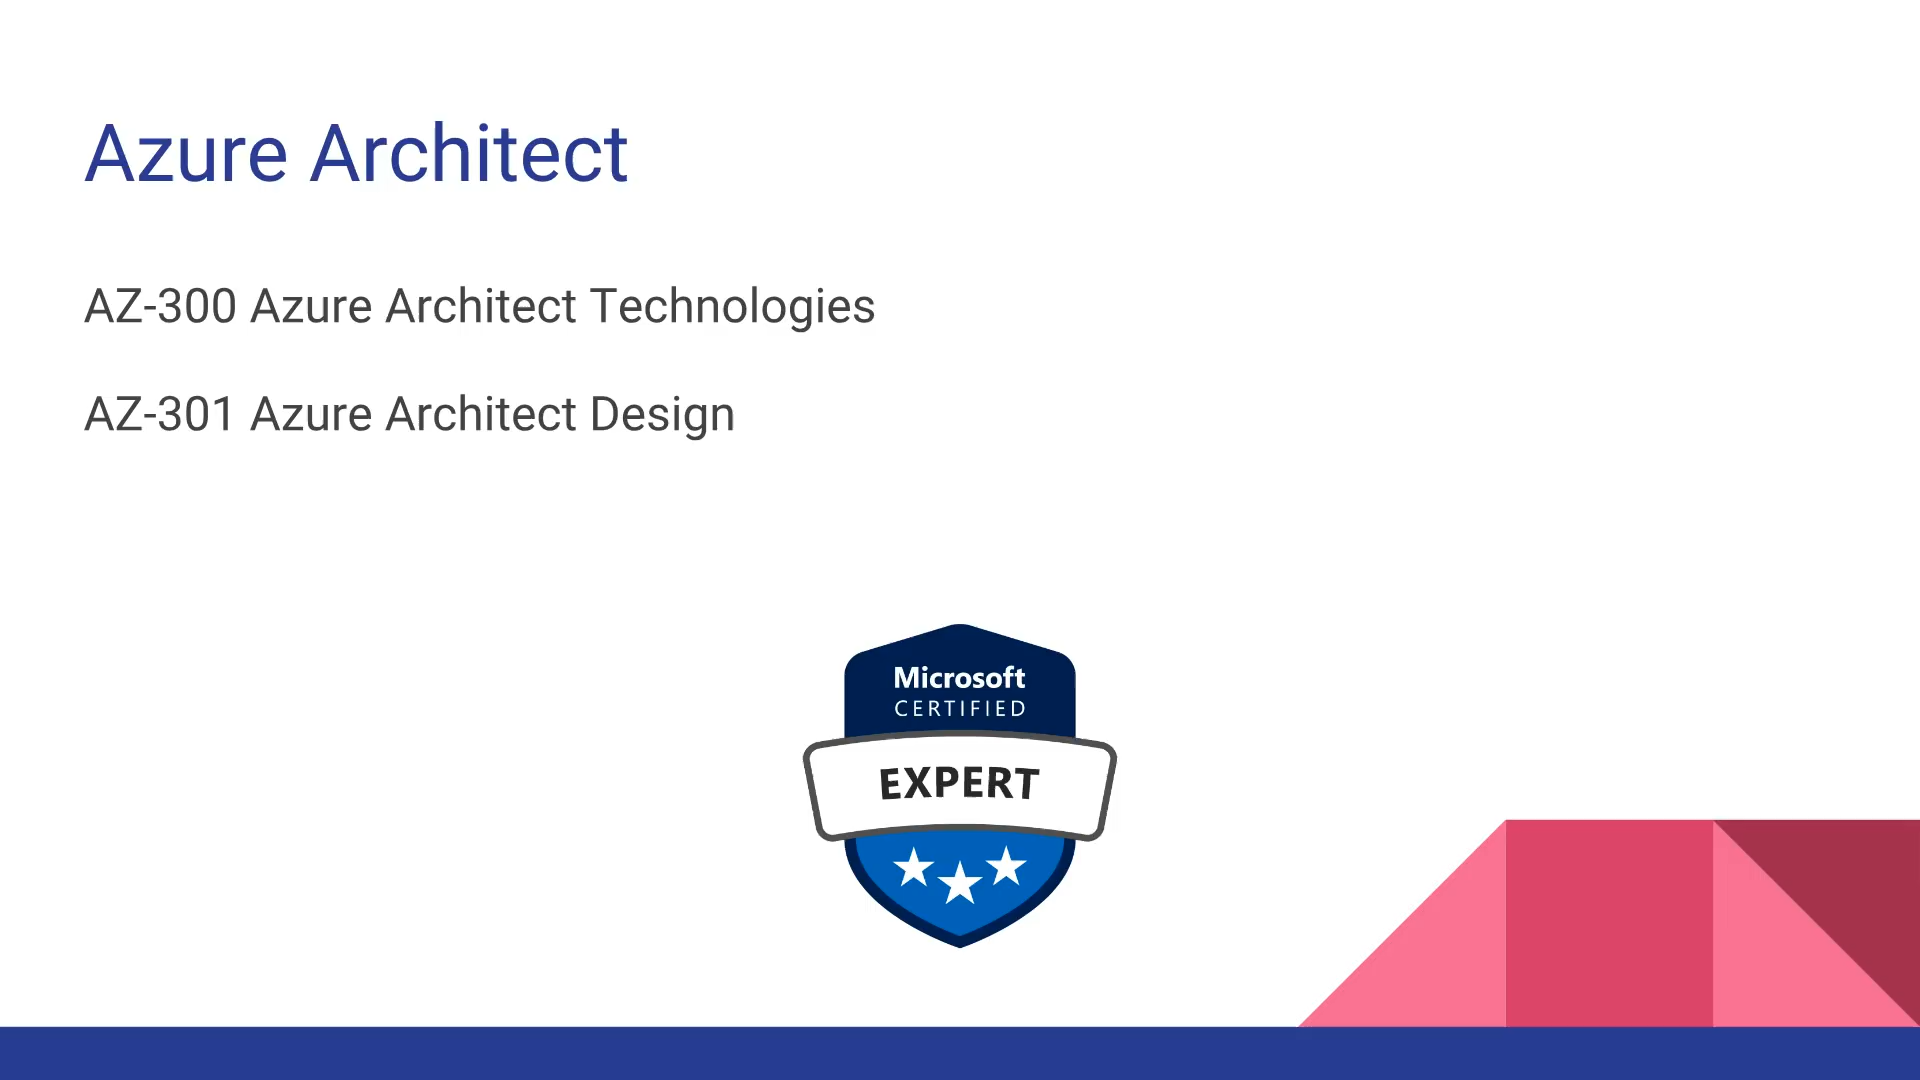 Azure Architect
AZ-300 Azure Architect Technologies
AZ-301 Azure Architect Design
Microsoft
CERTIFIED
EXPERT